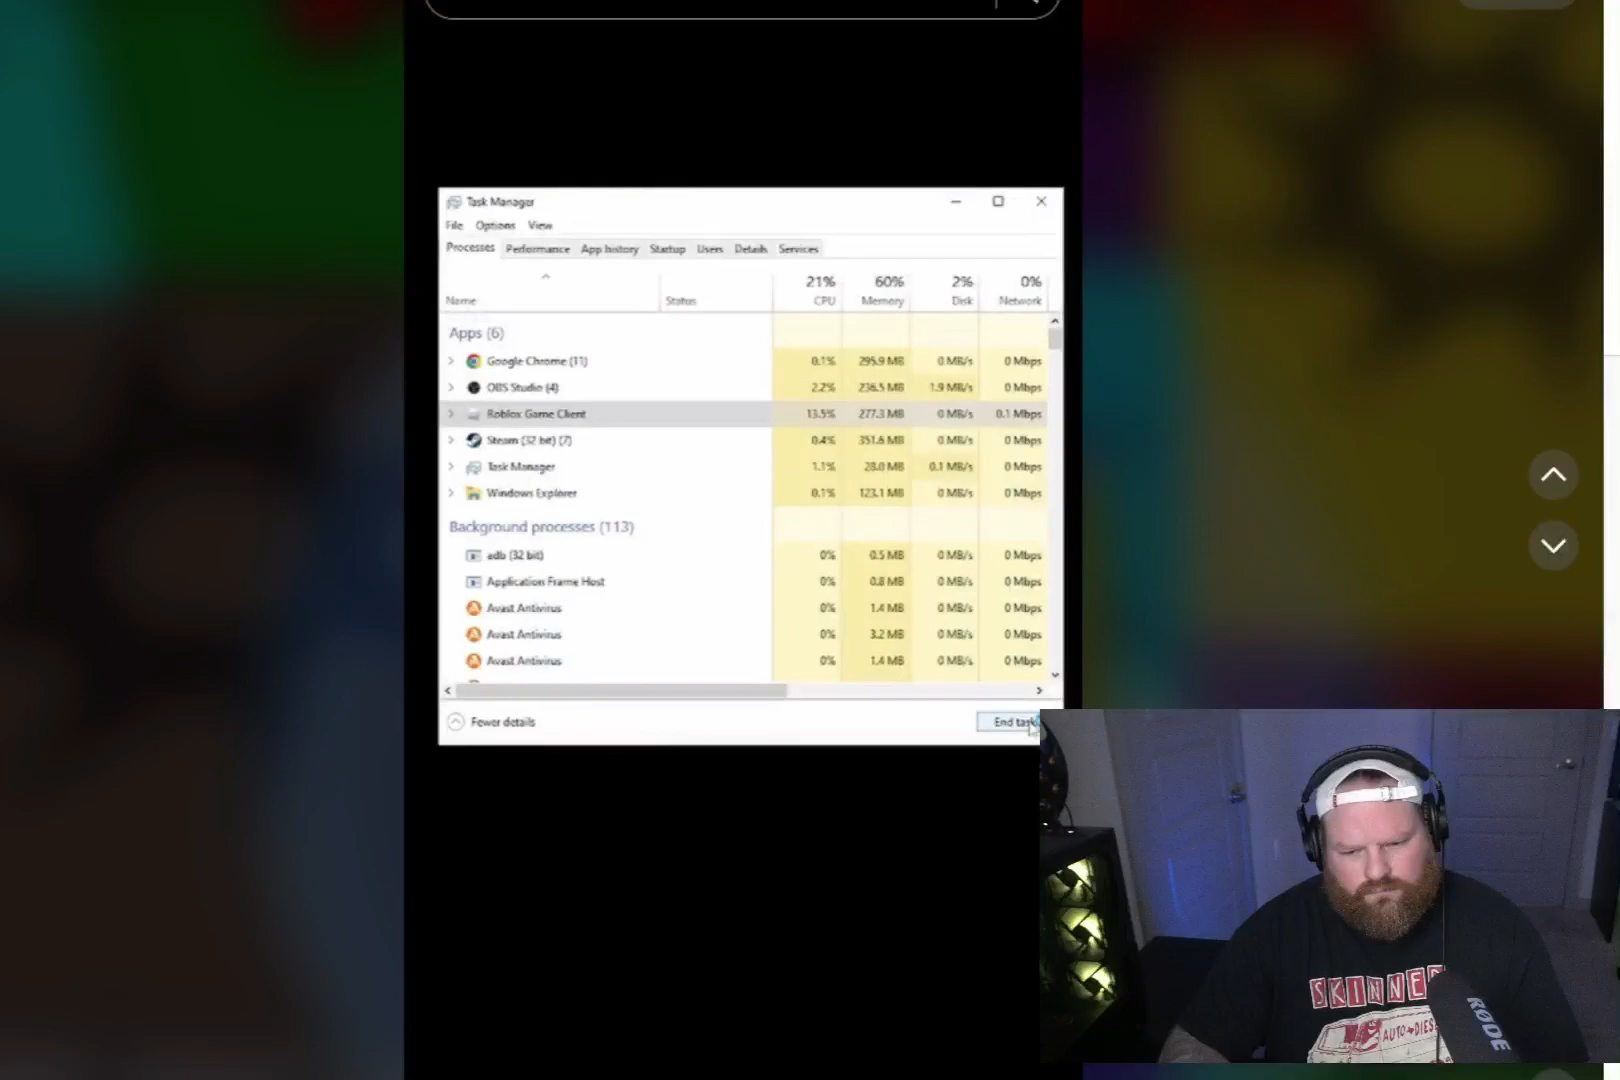 Task Manager
File Options View
Processes Performance App history Startup Users Details Services
21% 60% 2% 0%
Name Status CPU Memory Disk Network
Apps (6)
Google Chrome (11) 0.1% 295.9 MB 0 MB/s 0 Mbps
OBS Studio (4) 2.2% 236.5 MB 1.9 MB/s 0 Mbps
Roblox Game Client 13.5% 277.3 MB 0 MB/s 0.1 Mbps
Steam (32 bit) (7) 0.4% 351.6 MB 0 MB/s 0 Mbps
Task Manager 1.1% 28.0 MB 0.1 MB/s 0 Mbps
Windows Explorer 0.1% 123.1 MB 0 MB/s 0 Mbps
Background processes (113)
adb (32 bit) 0% 0.5 MB 0 MB/s 0 Mbps
Application Frame Host 0% 0.8 MB 0 MB/s 0 Mbps
Avast Antivirus 0% 1.4 MB 0 MB/s 0 Mbps
Avast Antivirus 0% 3.2 MB 0 MB/s 0 Mbps
Avast Antivirus 0% 1.4 MB 0 MB/s 0 Mbps
Fewer details End task
SKINNER
AUTO DIES
RØDE